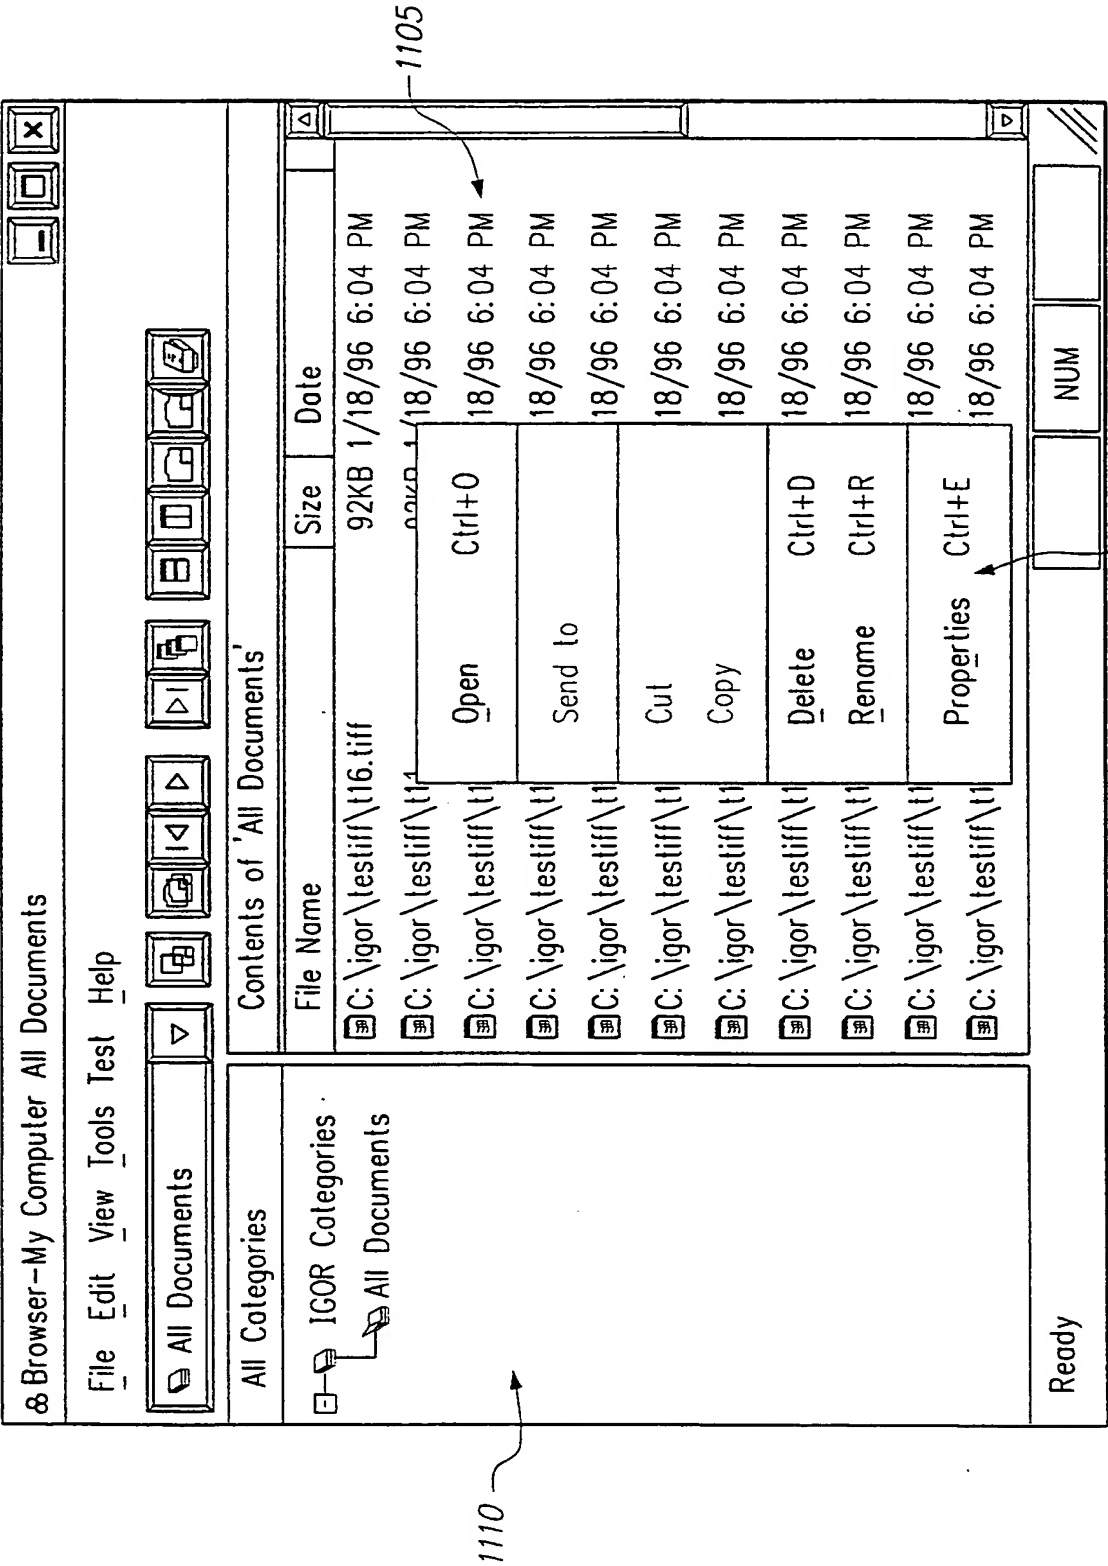 Browser-My Computer All Documents
File Edit View Tools Test Help
All Documents
All Categories
Contents of 'All Documents'
File Name Size Date
IGOR Categories
All Documents
C: \igor\testiff\t16.tiff 92KB 1/18/96 6:04 PM
C: \igor\testiff\t1 92KB 1/18/96 6:04 PM
C: \igor\testiff\t1 18/96 6:04 PM
C: \igor\testiff\t1 18/96 6:04 PM
C: \igor\testiff\t1 18/96 6:04 PM
C: \igor\testiff\t1 18/96 6:04 PM
C: \igor\testiff\t1 18/96 6:04 PM
C: \igor\testiff\t1 18/96 6:04 PM
C: \igor\testiff\t1 18/96 6:04 PM
C: \igor\testiff\t1 18/96 6:04 PM
C: \igor\testiff\t1 18/96 6:04 PM
Open Ctrl+O
Send to
Cut
Copy
Delete Ctrl+D
Rename Ctrl+R
Properties Ctrl+E
Ready NUM
1105
1110